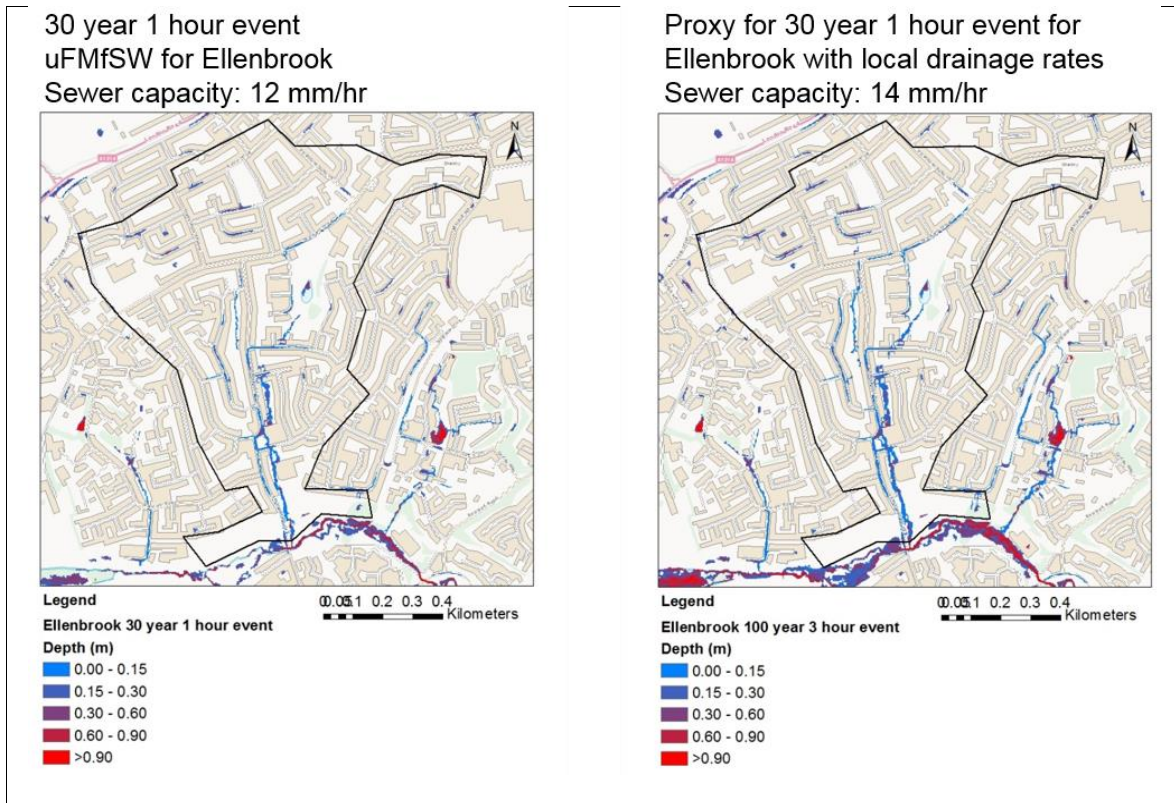 30 year 1 hour event
uFMfSW for Ellenbrook
Sewer capacity: 12 mm/hr
N
Legend
Ellenbrook 30 year 1 hour event
Depth (m)
0.00 - 0.15
0.15 - 0.30
0.30 - 0.60
0.60 - 0.90
>0.90
0.1 0.2 0.3 0.4
Kilometers
Proxy for 30 year 1 hour event for
Ellenbrook with local drainage rates
Sewer capacity: 14 mm/hr
N
Legend
Ellenbrook 100 year 3 hour event
Depth (m)
0.00 - 0.15
0.15 - 0.30
0.30 - 0.60
0.60 - 0.90
>0.90
0.1 0.2 0.3 0.4
Kilometers